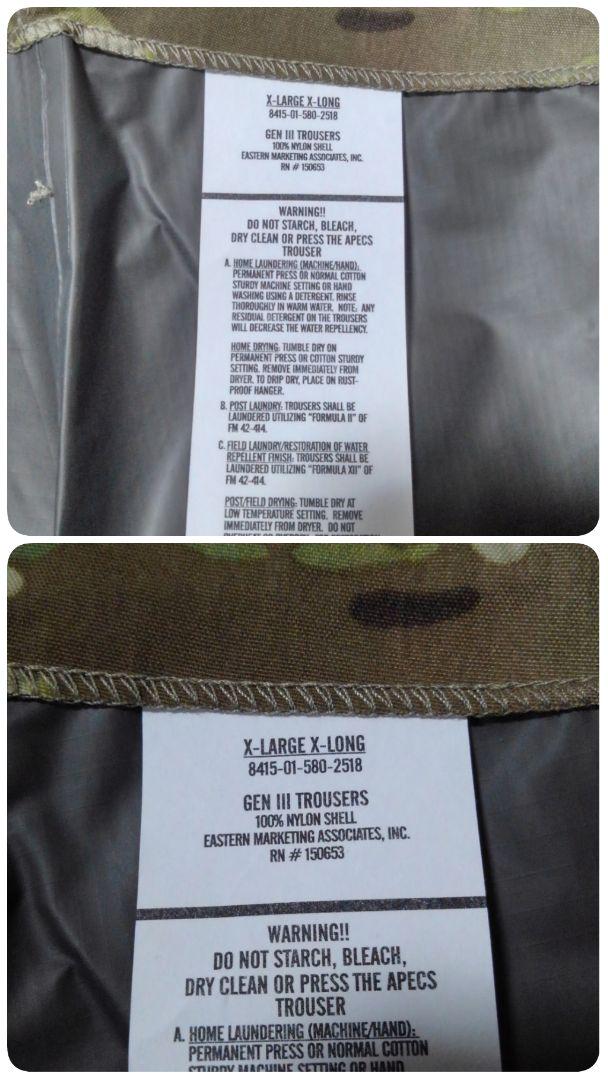 X-LARGE X-LONG
8415-01-580-2518
GEN III TROUSERS
100% NYLON SHELL
EASTERN MARKETING ASSOCIATES, INC.
RN # 150653
WARNING!!
DO NOT STARCH, BLEACH,
DRY CLEAN OR PRESS THE APECS
TROUSER
A. HOME LAUNDERING (MACHINE/HAND):
PERMANENT PRESS OR NORMAL COTTON
STURDY MACHINE SETTING OR HAND
WASHING USING A DETERGENT. RINSE
THOROUGHLY IN WARM WATER. NOTE: ANY
RESIDUAL DETERGENT ON THE TROUSERS
WILL DECREASE THE WATER REPELLENCY.
HOME DRYING: TUMBLE DRY ON
PERMANENT PRESS OR COTTON STURDY
SETTING. REMOVE IMMEDIATELY FROM
DRYER. TO DRIP DRY, PLACE ON RUST-
PROOF HANGER.
B. POST LAUNDRY: TROUSERS SHALL BE
LAUNDERED UTILIZING "FORMULA II" OF
FM 42-414.
C. FIELD LAUNDRY/RESTORATION OF WATER
REPELLENT FINISH: TROUSERS SHALL BE
LAUNDERED UTILIZING "FORMULA XII" OF
FM 42-414.
POST/FIELD DRYING: TUMBLE DRY AT
LOW TEMPERATURE SETTING. REMOVE
IMMEDIATELY FROM DRYER. DO NOT
X-LARGE X-LONG
8415-01-580-2518
GEN III TROUSERS
100% NYLON SHELL
EASTERN MARKETING ASSOCIATES, INC.
RN # 150653
WARNING!!
DO NOT STARCH, BLEACH,
DRY CLEAN OR PRESS THE APECS
TROUSER
A. HOME LAUNDERING (MACHINE/HAND):
PERMANENT PRESS OR NORMAL COTTON
STURDY MACHINE SETTING OR HAND